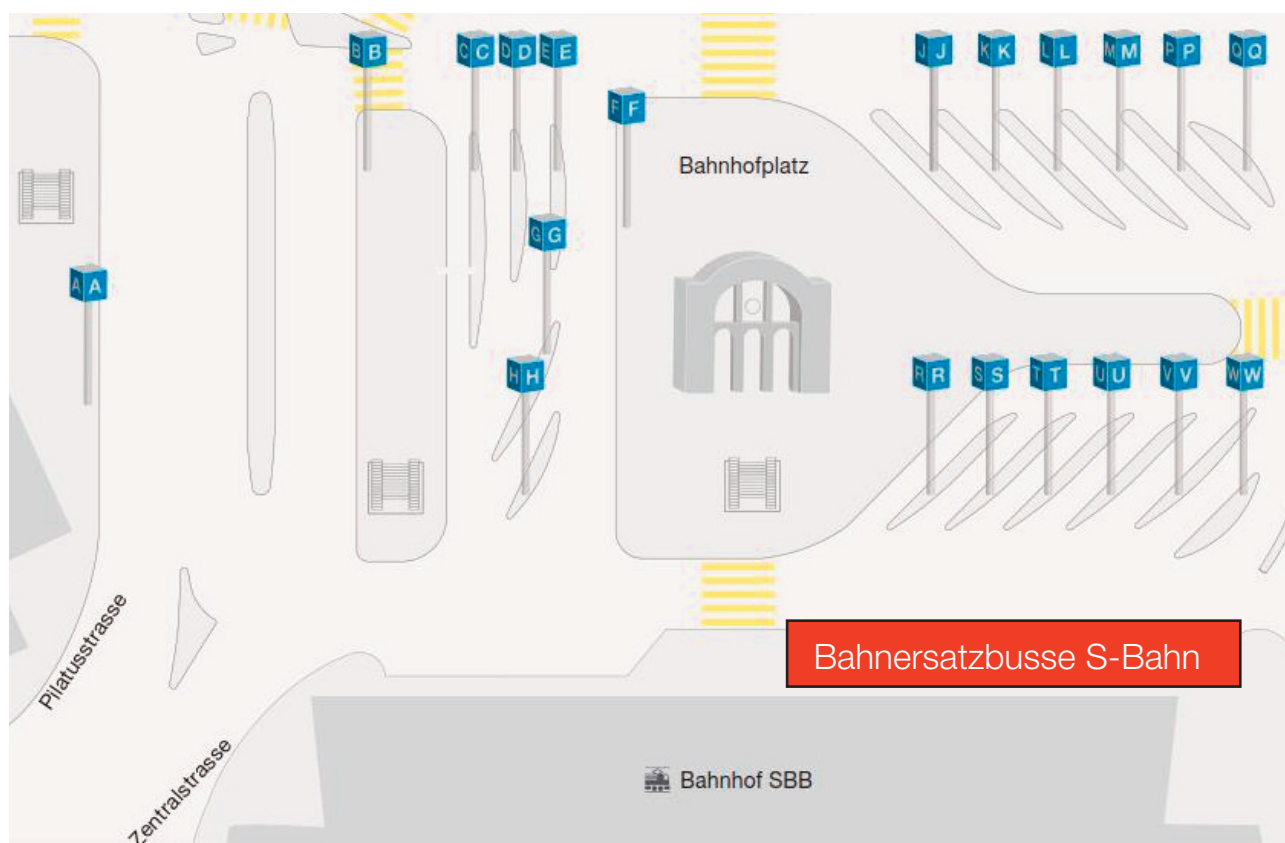 B B
C C
D D
E E
J J
K K
L L
M M
P P
Q Q
F F
Bahnhofplatz
G G
A A
H H
R R
S S
T T
U U
V V
W W
Pilatusstrasse
Bahnersatzbusse S-Bahn
Zentralstrasse
Bahnhof SBB